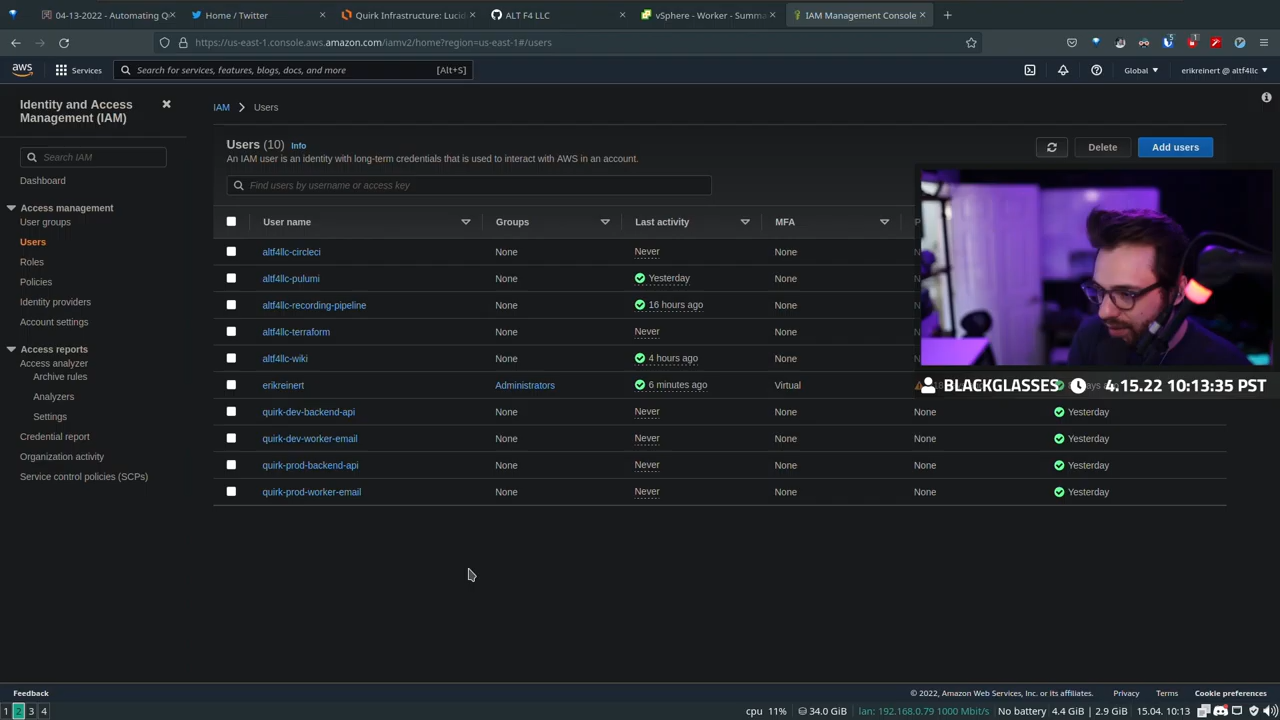 04-13-2022 - Automating Q
Home / Twitter
Quirk Infrastructure: Lucid
ALT F4 LLC
vSphere - Worker - Summa
IAM Management Console
https://us-east-1.console.aws.amazon.com/iamv2/home?region=us-east-1#/users
5
1
aws
Services
Search for services, features, blogs, docs, and more
[Alt+S]
Global
erikreinert @ altf4llc
Identity and Access Management (IAM)
Search IAM
Dashboard
Access management
User groups
Users
Roles
Policies
Identity providers
Account settings
Access reports
Access analyzer
Archive rules
Analyzers
Settings
Credential report
Organization activity
Service control policies (SCPs)
IAM > Users
Users (10) Info
An IAM user is an identity with long-term credentials that is used to interact with AWS in an account.
Delete
Add users
Find users by username or access key
User name Groups Last activity MFA
altf4llc-circleci None Never None
altf4llc-pulumi None Yesterday None
altf4llc-recording-pipeline None 16 hours ago None
altf4llc-terraform None Never None
altf4llc-wiki None 4 hours ago None
erikreinert Administrators 6 minutes ago Virtual
quirk-dev-backend-api None Never None None Yesterday
quirk-dev-worker-email None Never None None Yesterday
quirk-prod-backend-api None Never None None Yesterday
quirk-prod-worker-email None Never None None Yesterday
BLACKGLASSES 4.15.22 10:13:35 PST
Feedback
© 2022, Amazon Web Services, Inc. or its affiliates. Privacy Terms Cookie preferences
1 2 3 4
cpu 11% 34.0 GiB lan: 192.168.0.79 1000 Mbit/s No battery 4.4 GiB | 2.9 GiB 15.04. 10:13